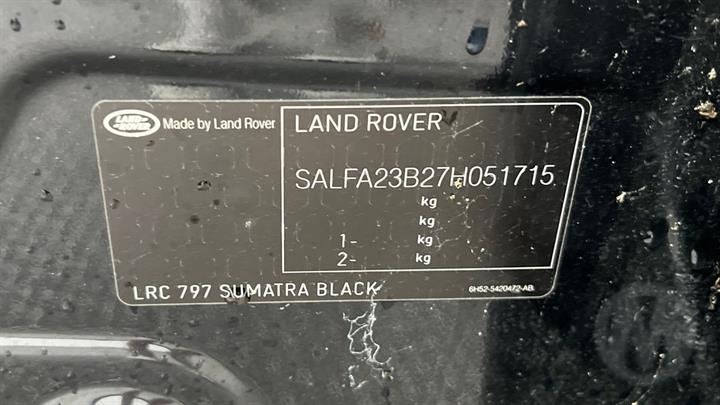 LAND-
ROVER
Made by Land Rover
LAND ROVER
SALFA23B27H051715
kg
kg
1- kg
2- kg
LRC 797 SUMATRA BLACK
6H52-5420472-AB